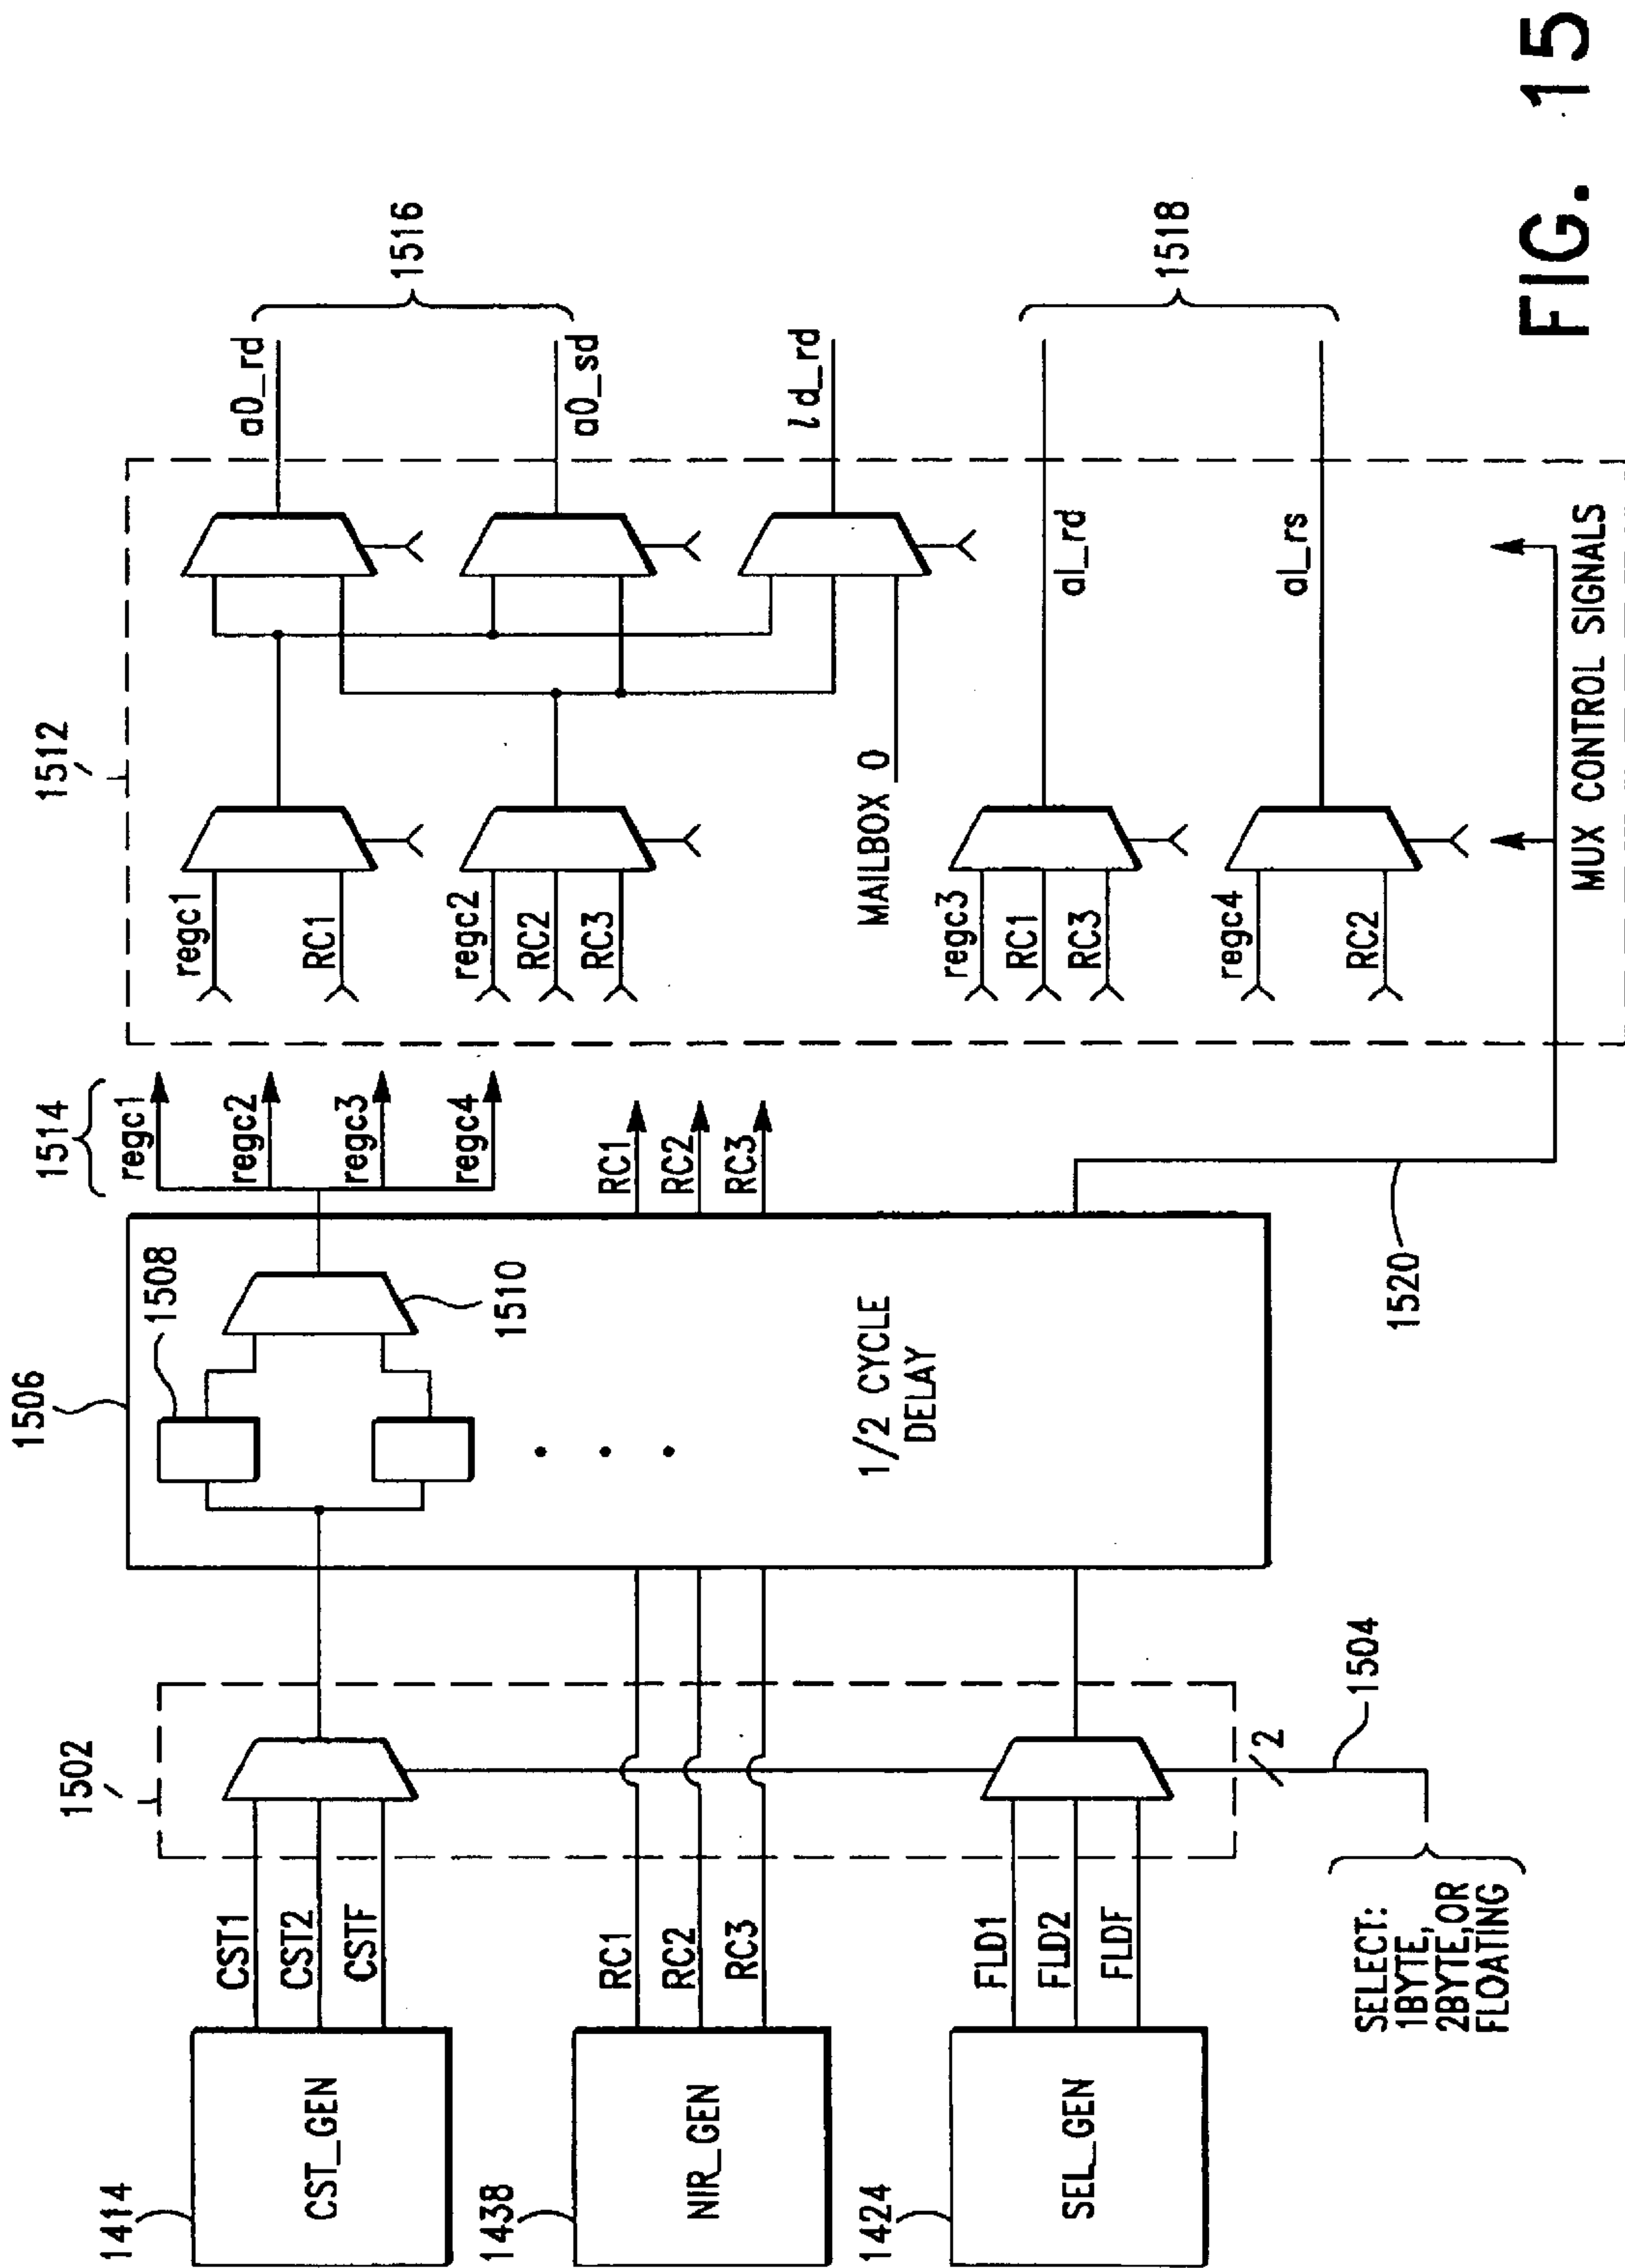 1414
CST_GEN
CST1
CST2
CSTF
1438
NIR_GEN
RC1
RC2
RC3
1424
SEL_GEN
FLD1
FLD2
FLDF
SELECT:
1BYTE,
2BYTE,OR
FLOATING
1502
2
1504
1506
1508
1510
1/2 CYCLE
DELAY
1514
regc1
regc2
regc3
regc4
RC1
RC2
RC3
1520
1512
regc1
RC1
regc2
RC2
RC3
MAILBOX_0
regc3
RC1
RC3
regc4
RC2
al_rd
al_rs
MUX CONTROL SIGNALS
a0_rd
a0_sd
ld_rd
1516
1518
FIG. 15